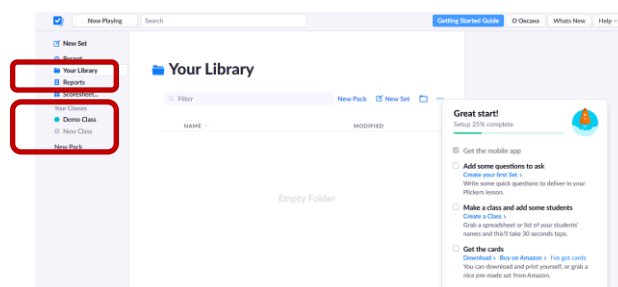 Now Playing Search Getting Started Guide Оксана Whats New Help
New Set
Recent
Your Library
Reports
Scoresheet...
Your Classes
Demo Class
New Class
New Pack
Your Library
Filter New Pack New Set ...
NAME MODIFIED
Empty Folder
Great start!
Setup 25% complete
Get the mobile app
Add some questions to ask
Create your first Set ›
Write some quick questions to deliver in your
Plickers lesson.
Make a class and add some students
Create a Class ›
Grab a spreadsheet or list of your students'
names and this'll take 30 seconds tops.
Get the cards
Download › Buy on Amazon › I've got cards
You can download and print yourself, or grab a
nice pre-made set from Amazon.